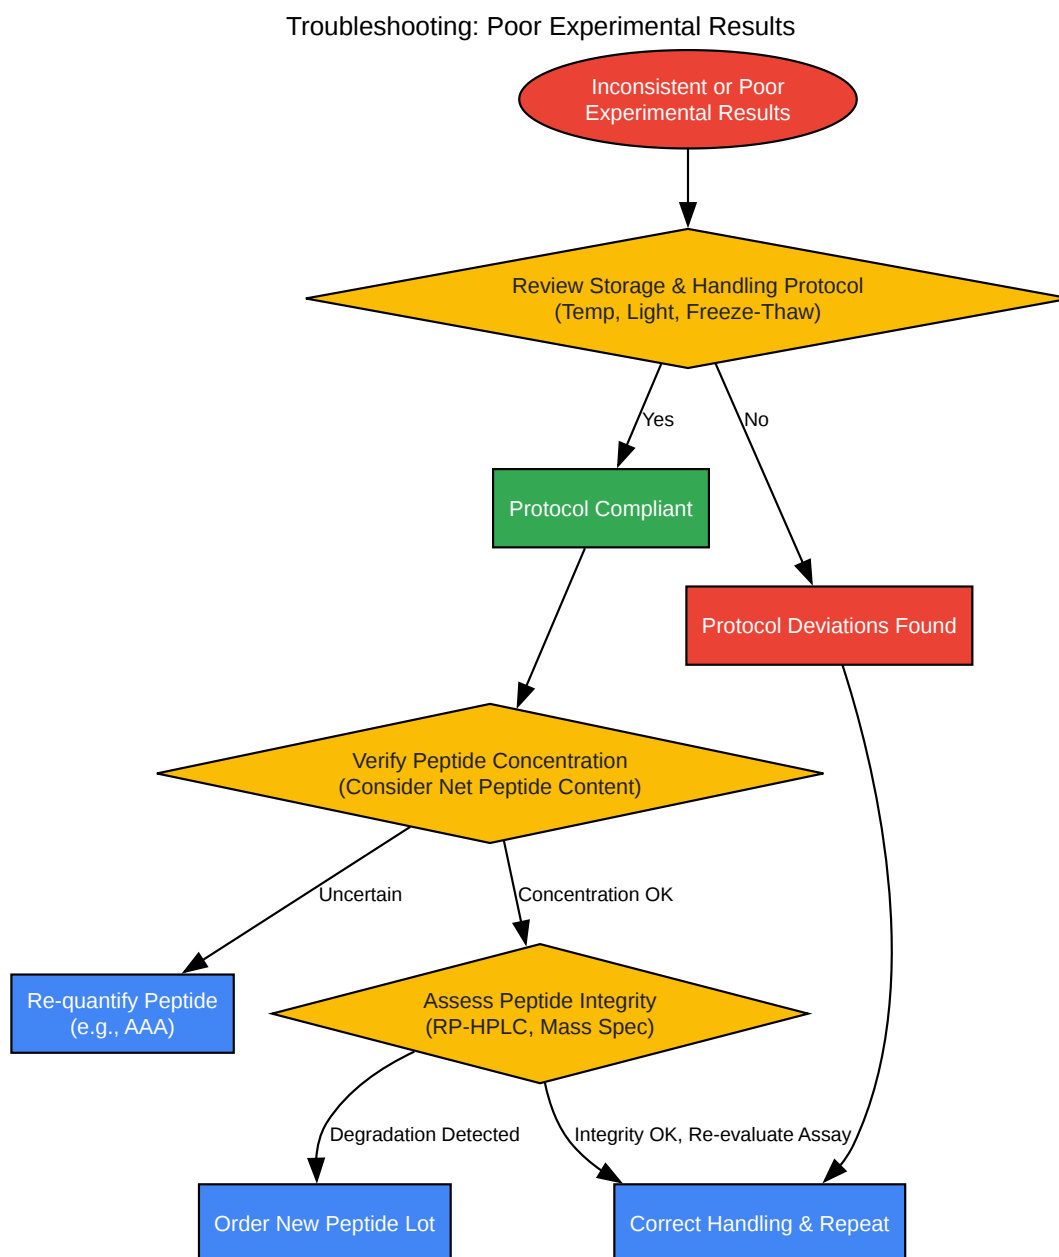 Troubleshooting: Poor Experimental Results
Inconsistent or Poor
Experimental Results
Review Storage & Handling Protocol
(Temp, Light, Freeze-Thaw)
Yes
No
Protocol Compliant
Protocol Deviations Found
Verify Peptide Concentration
(Consider Net Peptide Content)
Uncertain
Concentration OK
Re-quantify Peptide
(e.g., AAA)
Assess Peptide Integrity
(RP-HPLC, Mass Spec)
Degradation Detected
Integrity OK, Re-evaluate Assay
Order New Peptide Lot
Correct Handling & Repeat